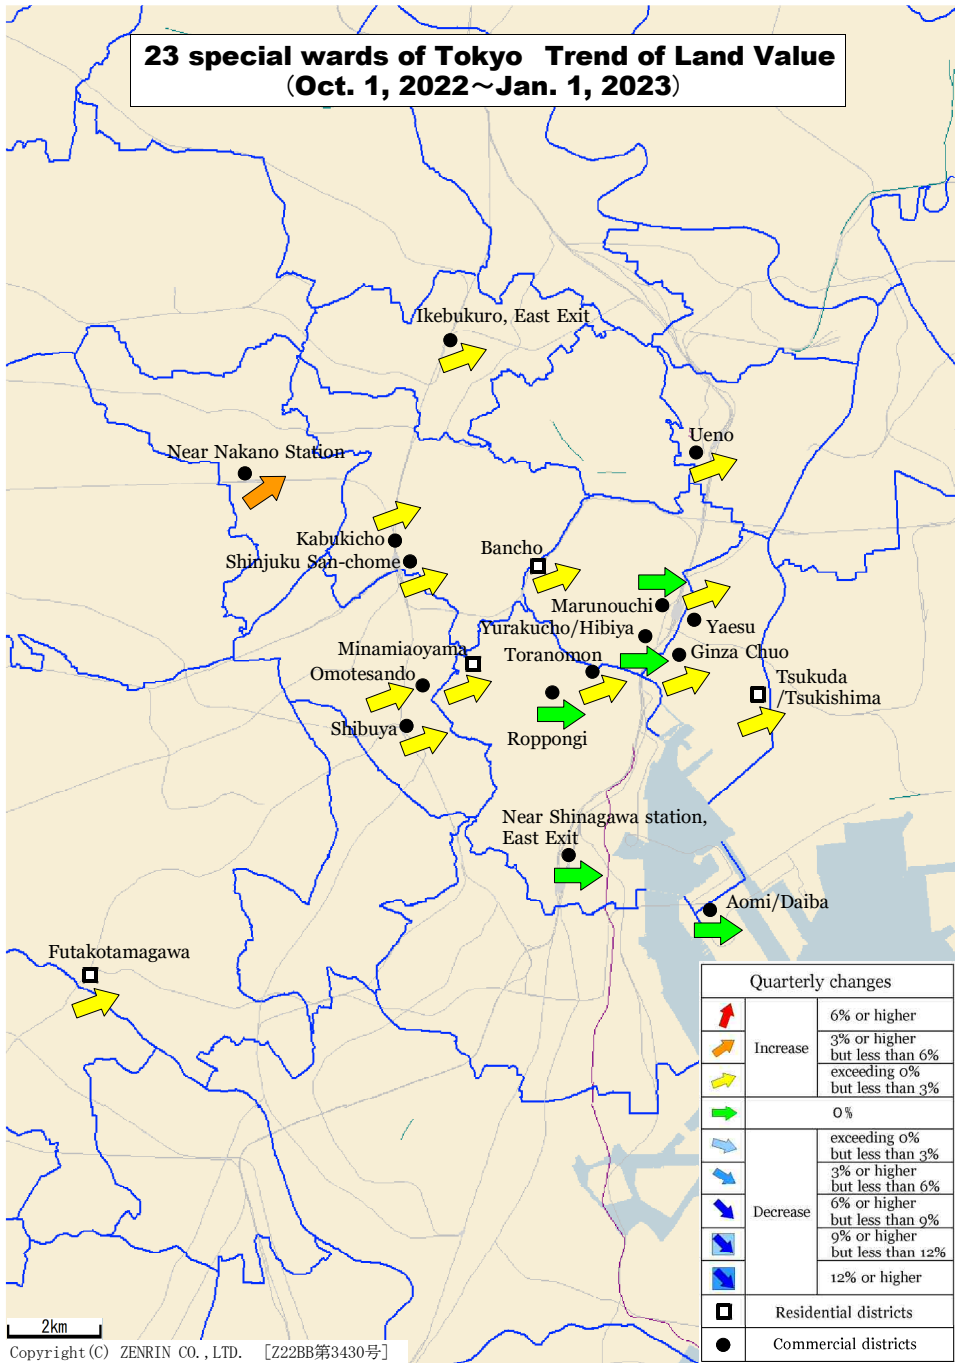 23 special wards of Tokyo Trend of Land Value
（Oct. 1, 2022～Jan. 1, 2023）
Ikebukuro, East Exit
Ueno
Near Nakano Station
Kabukicho
Shinjuku San-chome
Bancho
Marunouchi
Yurakucho/Hibiya
Yaesu
Minamiaoyama
Toranomon
Ginza Chuo
Omotesando
Tsukuda
/Tsukishima
Shibuya
Roppongi
Near Shinagawa station,
East Exit
Aomi/Daiba
Futakotamagawa
Quarterly changes
Increase
6% or higher
3% or higher
but less than 6%
exceeding 0%
but less than 3%
0%
Decrease
exceeding 0%
but less than 3%
3% or higher
but less than 6%
6% or higher
but less than 9%
9% or higher
but less than 12%
12% or higher
Residential districts
Commercial districts
2km
Copyright(C) ZENRIN CO.,LTD. [Z22BB第3430号]